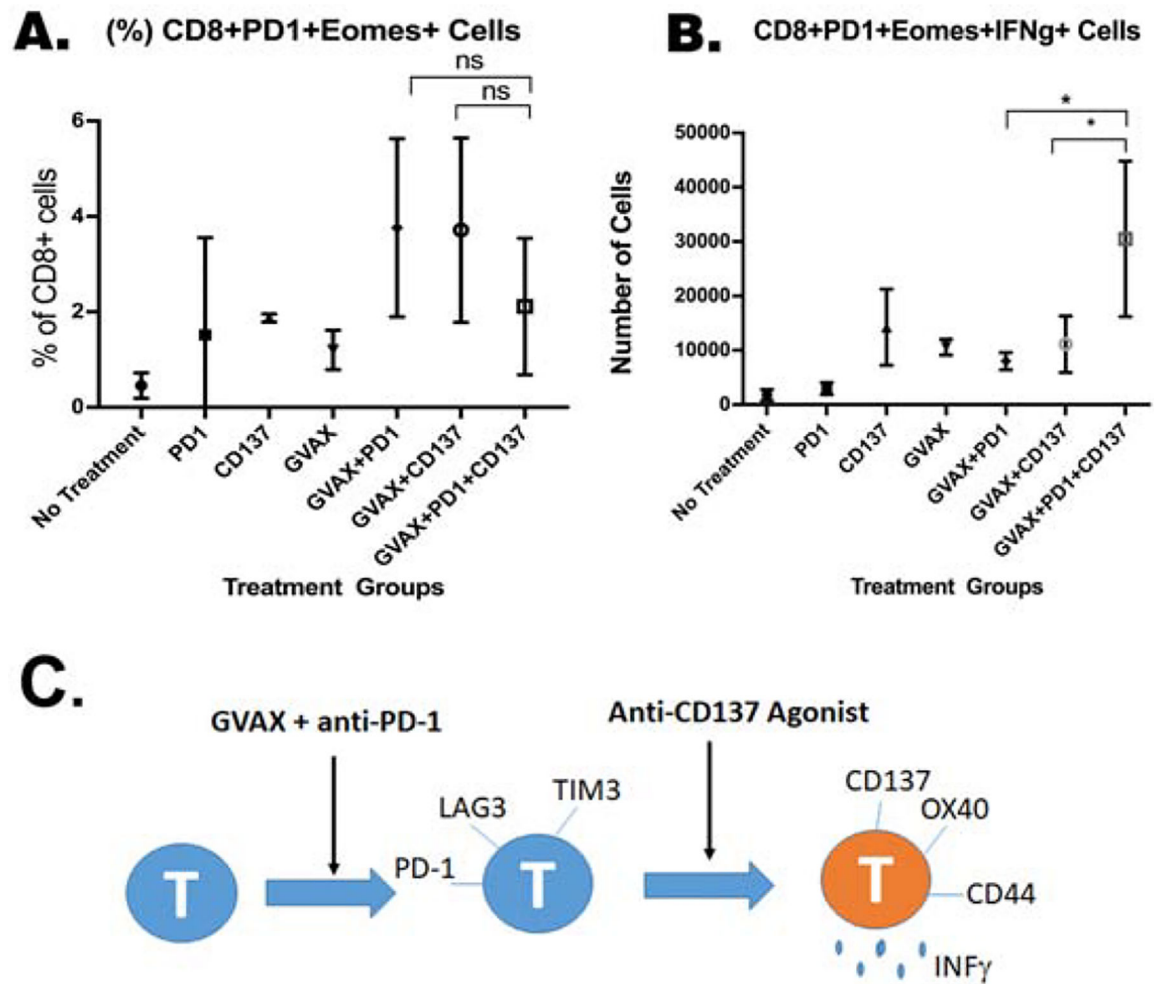 A. (%) CD8+PD1+Eomes+ Cells
ns
ns
6
4
2
0
% of CD8+ cells
No Treatment
PD1
CD137
GVAX
GVAX+PD1
GVAX+CD137
GVAX+PD1+CD137
Treatment Groups
B. CD8+PD1+Eomes+IFNg+ Cells
*
*
50000
40000
30000
20000
10000
0
Number of Cells
No Treatment
PD1
CD137
GVAX
GVAX+PD1
GVAX+CD137
GVAX+PD1+CD137
Treatment Groups
C.
GVAX + anti-PD-1
Anti-CD137 Agonist
T
LAG3
TIM3
PD-1
T
CD137
OX40
T
CD44
INFγ